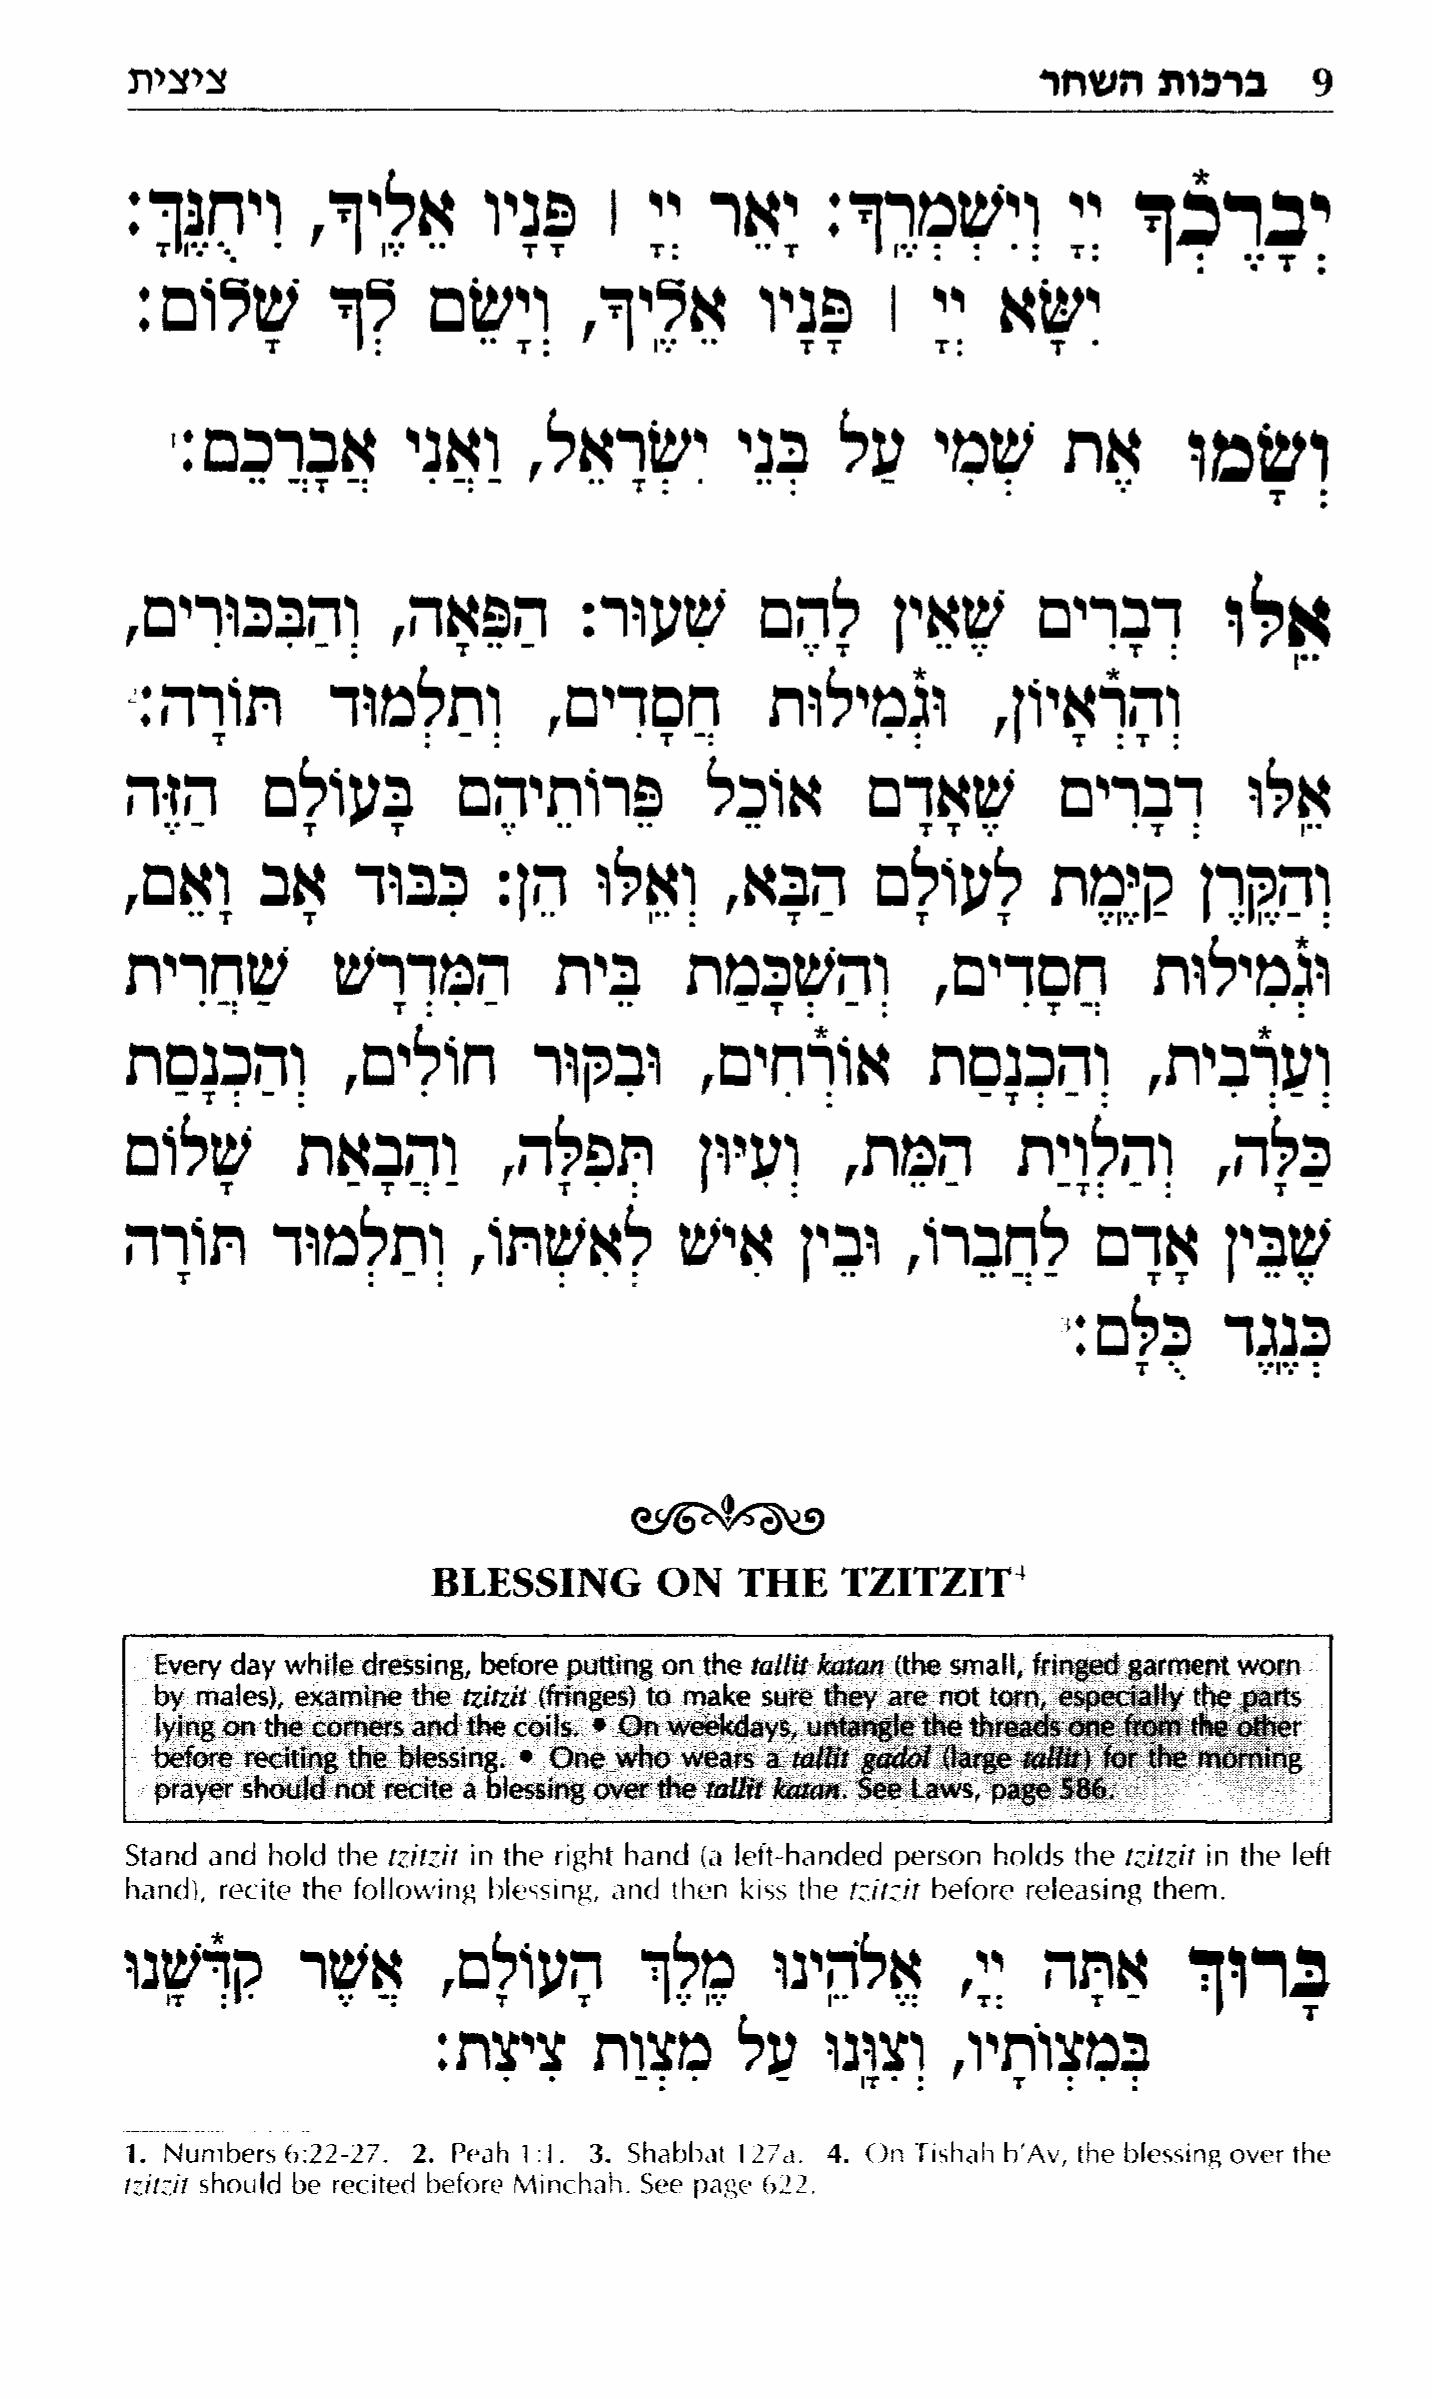 9 ברכות השחר ציצית
יְבָרֶכְךָ יְיָ וְיִשְׁמְרֶֽךָ: יָאֵר יְיָ | פָּנָיו אֵלֶֽיךָ, וִיחֻנֶּֽךָּ:
יִשָּׂא יְיָ | פָּנָיו אֵלֶֽיךָ, וְיָשֵׂם לְךָ שָׁלוֹם:
וְשָׂמוּ אֶת שְׁמִי עַל בְּנֵי יִשְׂרָאֵל, וַאֲנִי אֲבָרֲכֵם:¹
אֵֽלּוּ דְבָרִים שֶׁאֵין לָהֶם שִׁעוּר: הַפֵּאָה, וְהַבִּכּוּרִים,
וְהָרְאָיוֹן, וּגְמִילוּת חֲסָדִים, וְתַלְמוּד תּוֹרָה:²
אֵֽלּוּ דְבָרִים שֶׁאָדָם אוֹכֵל פֵּרוֹתֵיהֶם בָּעוֹלָם הַזֶּה
וְהַקֶּֽרֶן קַיֶּֽמֶת לָעוֹלָם הַבָּא, וְאֵֽלּוּ הֵן: כִּבּוּד אָב וָאֵם,
וּגְמִילוּת חֲסָדִים, וְהַשְׁכָּמַת בֵּית הַמִּדְרָשׁ שַׁחֲרִית
וְעַרְבִית, וְהַכְנָסַת אוֹרְחִים, וּבִקּוּר חוֹלִים, וְהַכְנָסַת
כַּלָּה, וְהַלְוָיַת הַמֵּת, וְעִיּוּן תְּפִלָּה, וַהֲבָאַת שָׁלוֹם
שֶׁבֵּין אָדָם לַחֲבֵרוֹ, וּבֵין אִישׁ לְאִשְׁתּוֹ, וְתַלְמוּד תּוֹרָה
כְּנֶֽגֶד כֻּלָּם:³
BLESSING ON THE TZITZIT⁴
Every day while dressing, before putting on the tallit katan (the small, fringed garment worn
by males), examine the tzitzit (fringes) to make sure they are not torn, especially the parts
lying on the corners and the coils. • On weekdays, untangle the threads one from the other
before reciting the blessing. • One who wears a tallit gadol (large tallit) for the morning
prayer should not recite a blessing over the tallit katan. See Laws, page 586.
Stand and hold the tzitzit in the right hand (a left-handed person holds the tzitzit in the left
hand), recite the following blessing, and then kiss the tzitzit before releasing them.
בָּרוּךְ אַתָּה יְיָ, אֱלֹהֵֽינוּ מֶֽלֶךְ הָעוֹלָם, אֲשֶׁר קִדְּשָֽׁנוּ
בְּמִצְוֹתָיו, וְצִוָּֽנוּ עַל מִצְוַת צִיצִת:
1. Numbers 6:22-27. 2. Peah 1:1. 3. Shabbat 127a. 4. On Tishah b'Av, the blessing over the
tzitzit should be recited before Minchah. See page 622.